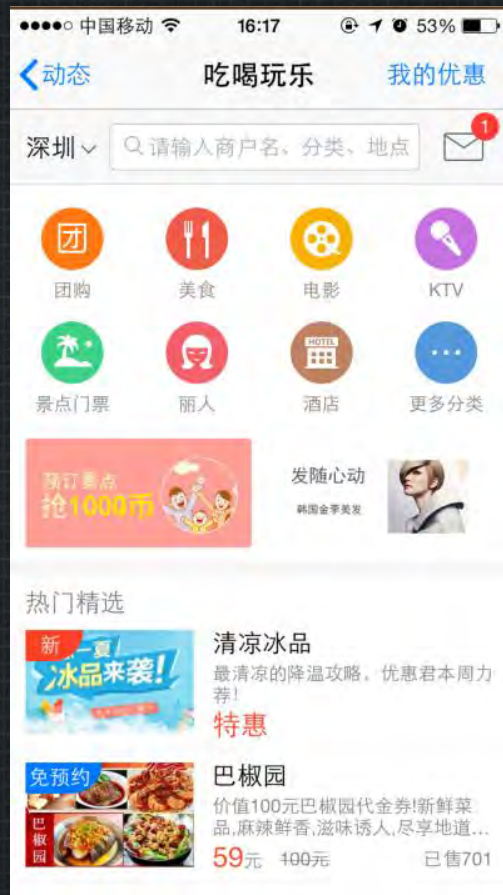 中国移动 16:17 53%
动态 吃喝玩乐 我的优惠
深圳 请输入商户名、分类、地点 1
团
团购 美食 电影 KTV
HOTEL
景点门票 丽人 酒店 更多分类
抢1000币
发随心动
韩国金季美发
热门精选
新
一夏
冰品来袭!
清凉冰品
最清凉的降温攻略，优惠君本周力
荐!
特惠
免预约
巴椒园
巴椒园
价值100元巴椒园代金券!新鲜菜
品,麻辣鲜香,滋味诱人,尽享地道...
59元 100元 已售701